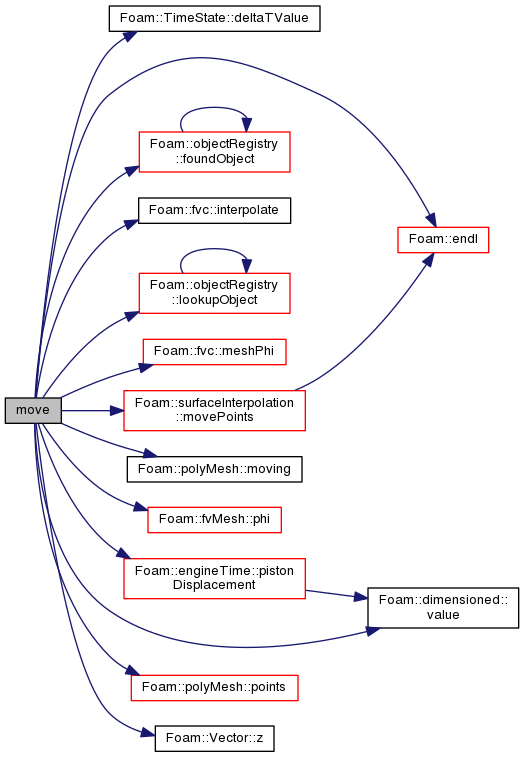 Foam::TimeState::deltaTValue
Foam::objectRegistry
::foundObject
Foam::fvc::interpolate
Foam::endl
Foam::objectRegistry
::lookupObject
Foam::fvc::meshPhi
move
Foam::surfaceInterpolation
::movePoints
Foam::polyMesh::moving
Foam::fvMesh::phi
Foam::engineTime::piston
Displacement
Foam::dimensioned::
value
Foam::polyMesh::points
Foam::Vector::z